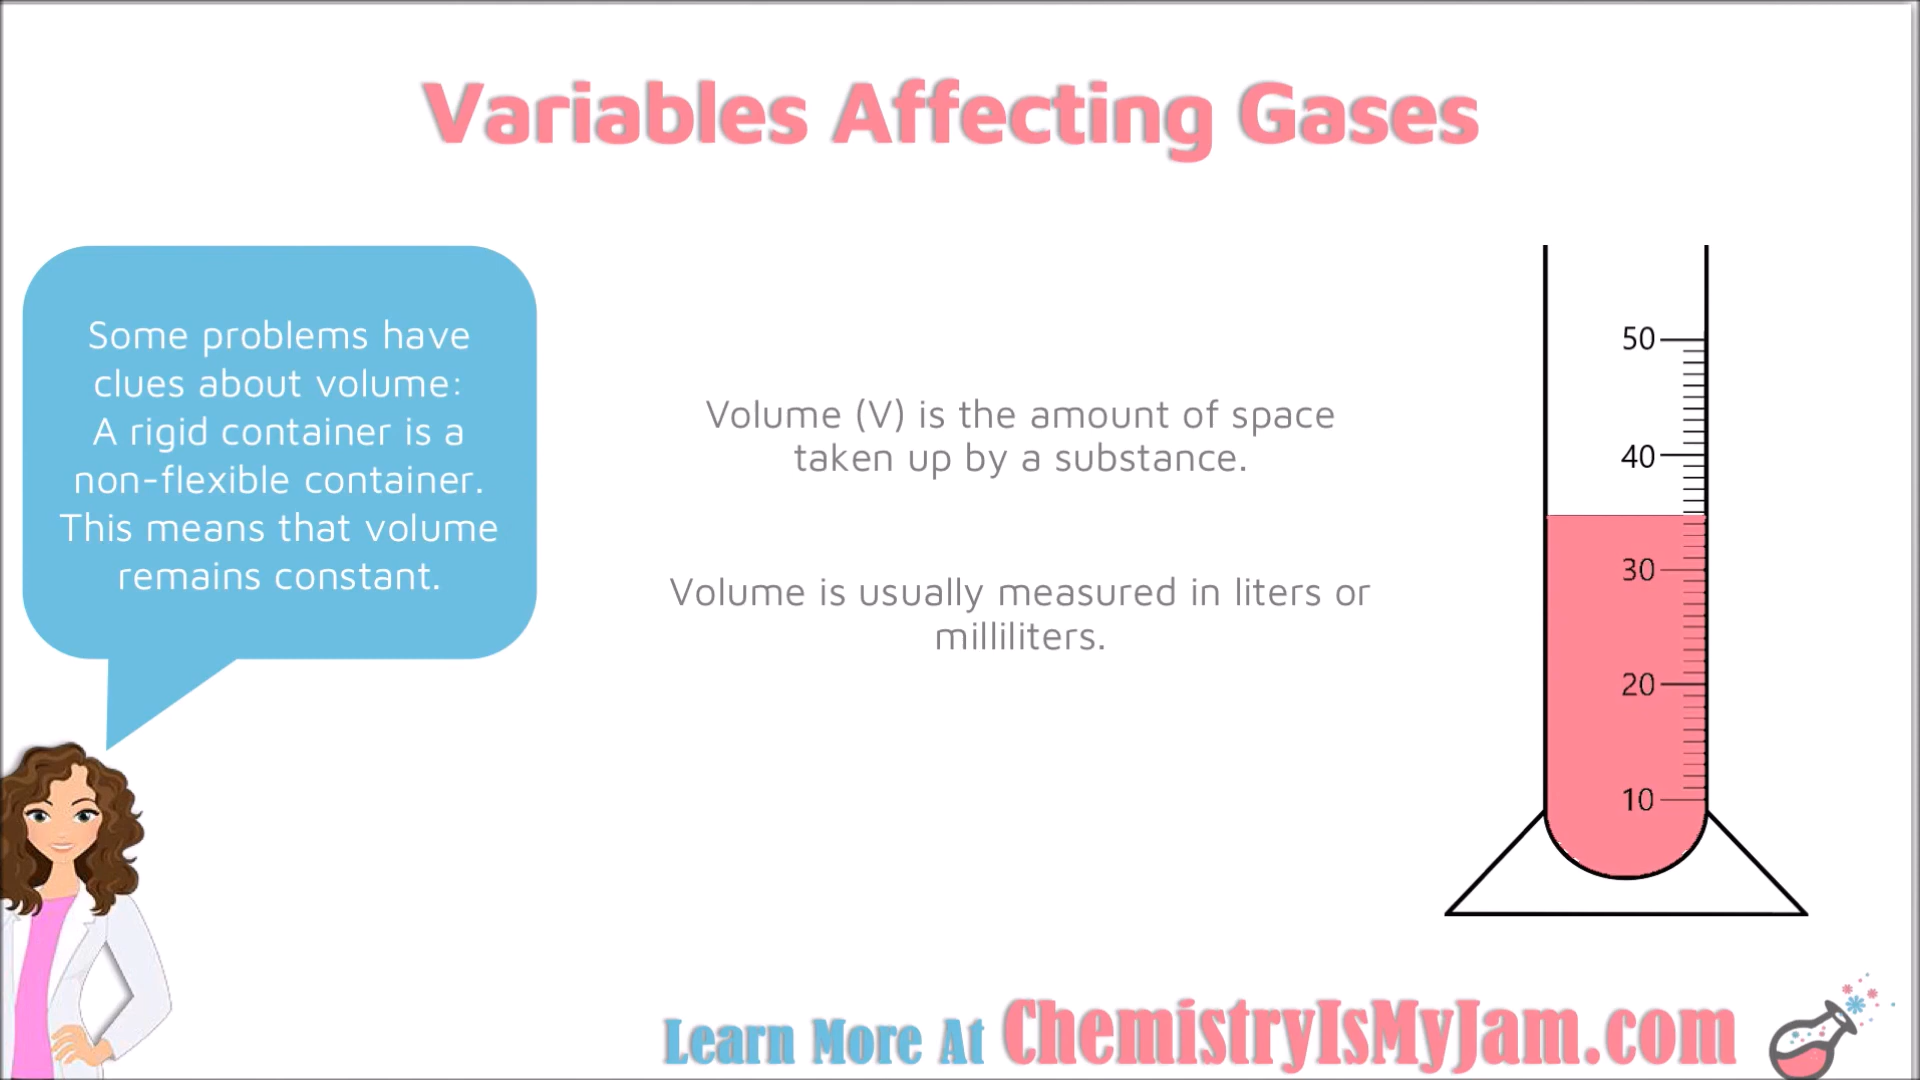 Variables Affecting Gases
Some problems have
clues about volume:
A rigid container is a
non-flexible container.
This means that volume
remains constant.
Volume (V) is the amount of space
taken up by a substance.
Volume is usually measured in liters or
milliliters.
50
40
30
20
10
Learn More At ChemistryIsMyJam.com